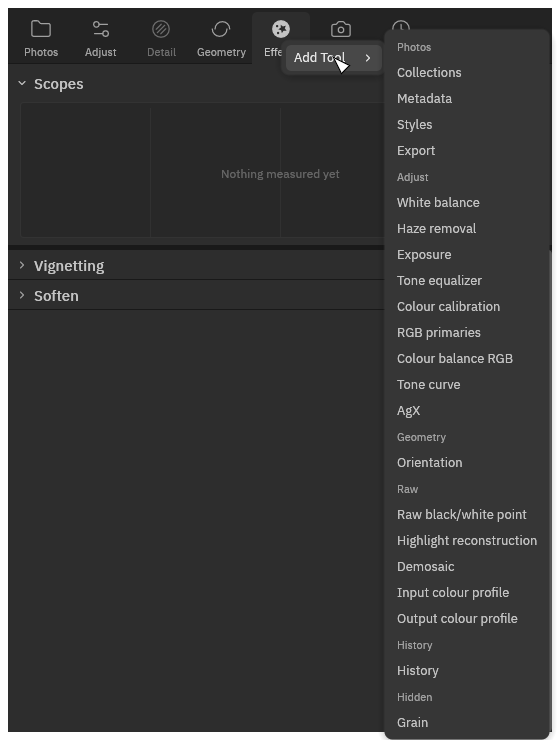 Photos
Adjust
Detail
Geometry
Add Tool
Scopes
Nothing measured yet
Vignetting
Soften
Photos
Collections
Metadata
Styles
Export
Adjust
White balance
Haze removal
Exposure
Tone equalizer
Colour calibration
RGB primaries
Colour balance RGB
Tone curve
AgX
Geometry
Orientation
Raw
Raw black/white point
Highlight reconstruction
Demosaic
Input colour profile
Output colour profile
History
History
Hidden
Grain